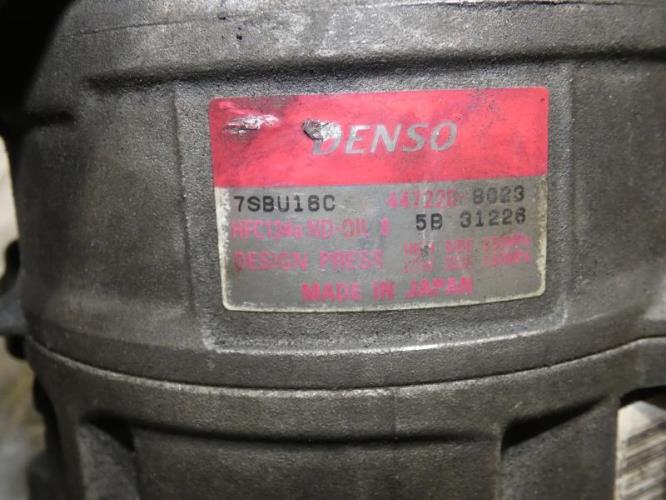 DENSO
7SBU16C 447220-8023
HFC134a ND-OIL 8 5B 31226
DESIGN PRESS
MADE IN JAPAN